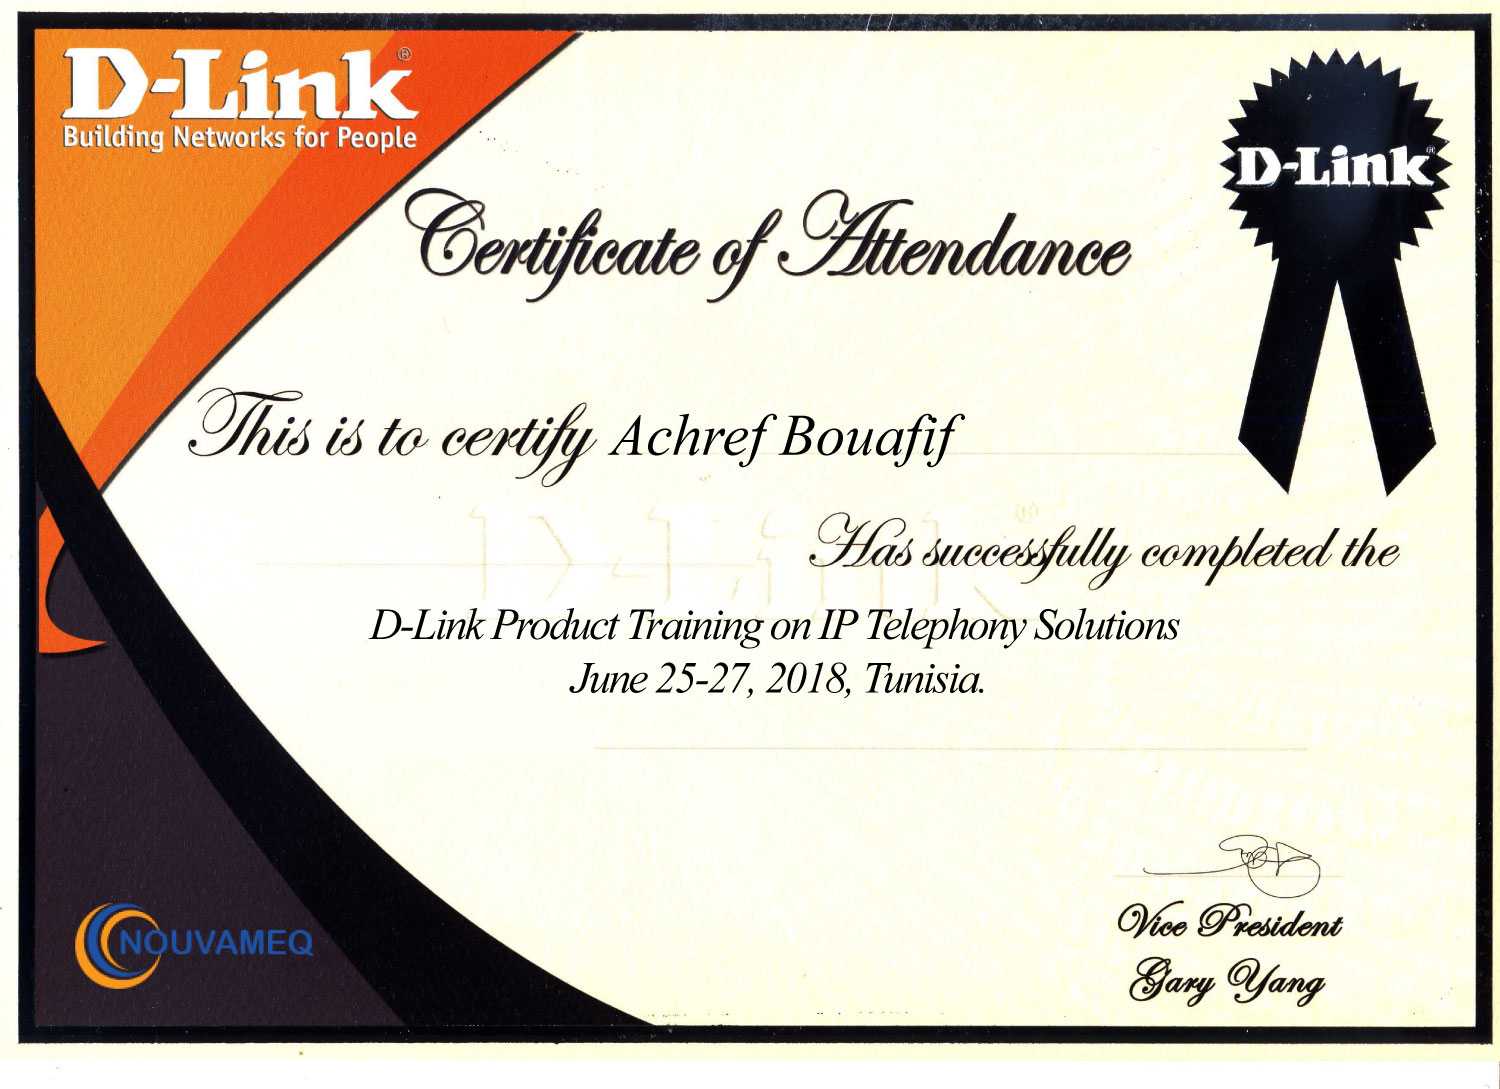 D-Link®
Building Networks for People
D-Link®
Certificate of Attendance
This is to certify Achref Bouafif
D-Link®
Has successfully completed the
D-Link Product Training on IP Telephony Solutions
June 25-27, 2018, Tunisia.
Vice President
Gary Yang
NOUVAMEQ